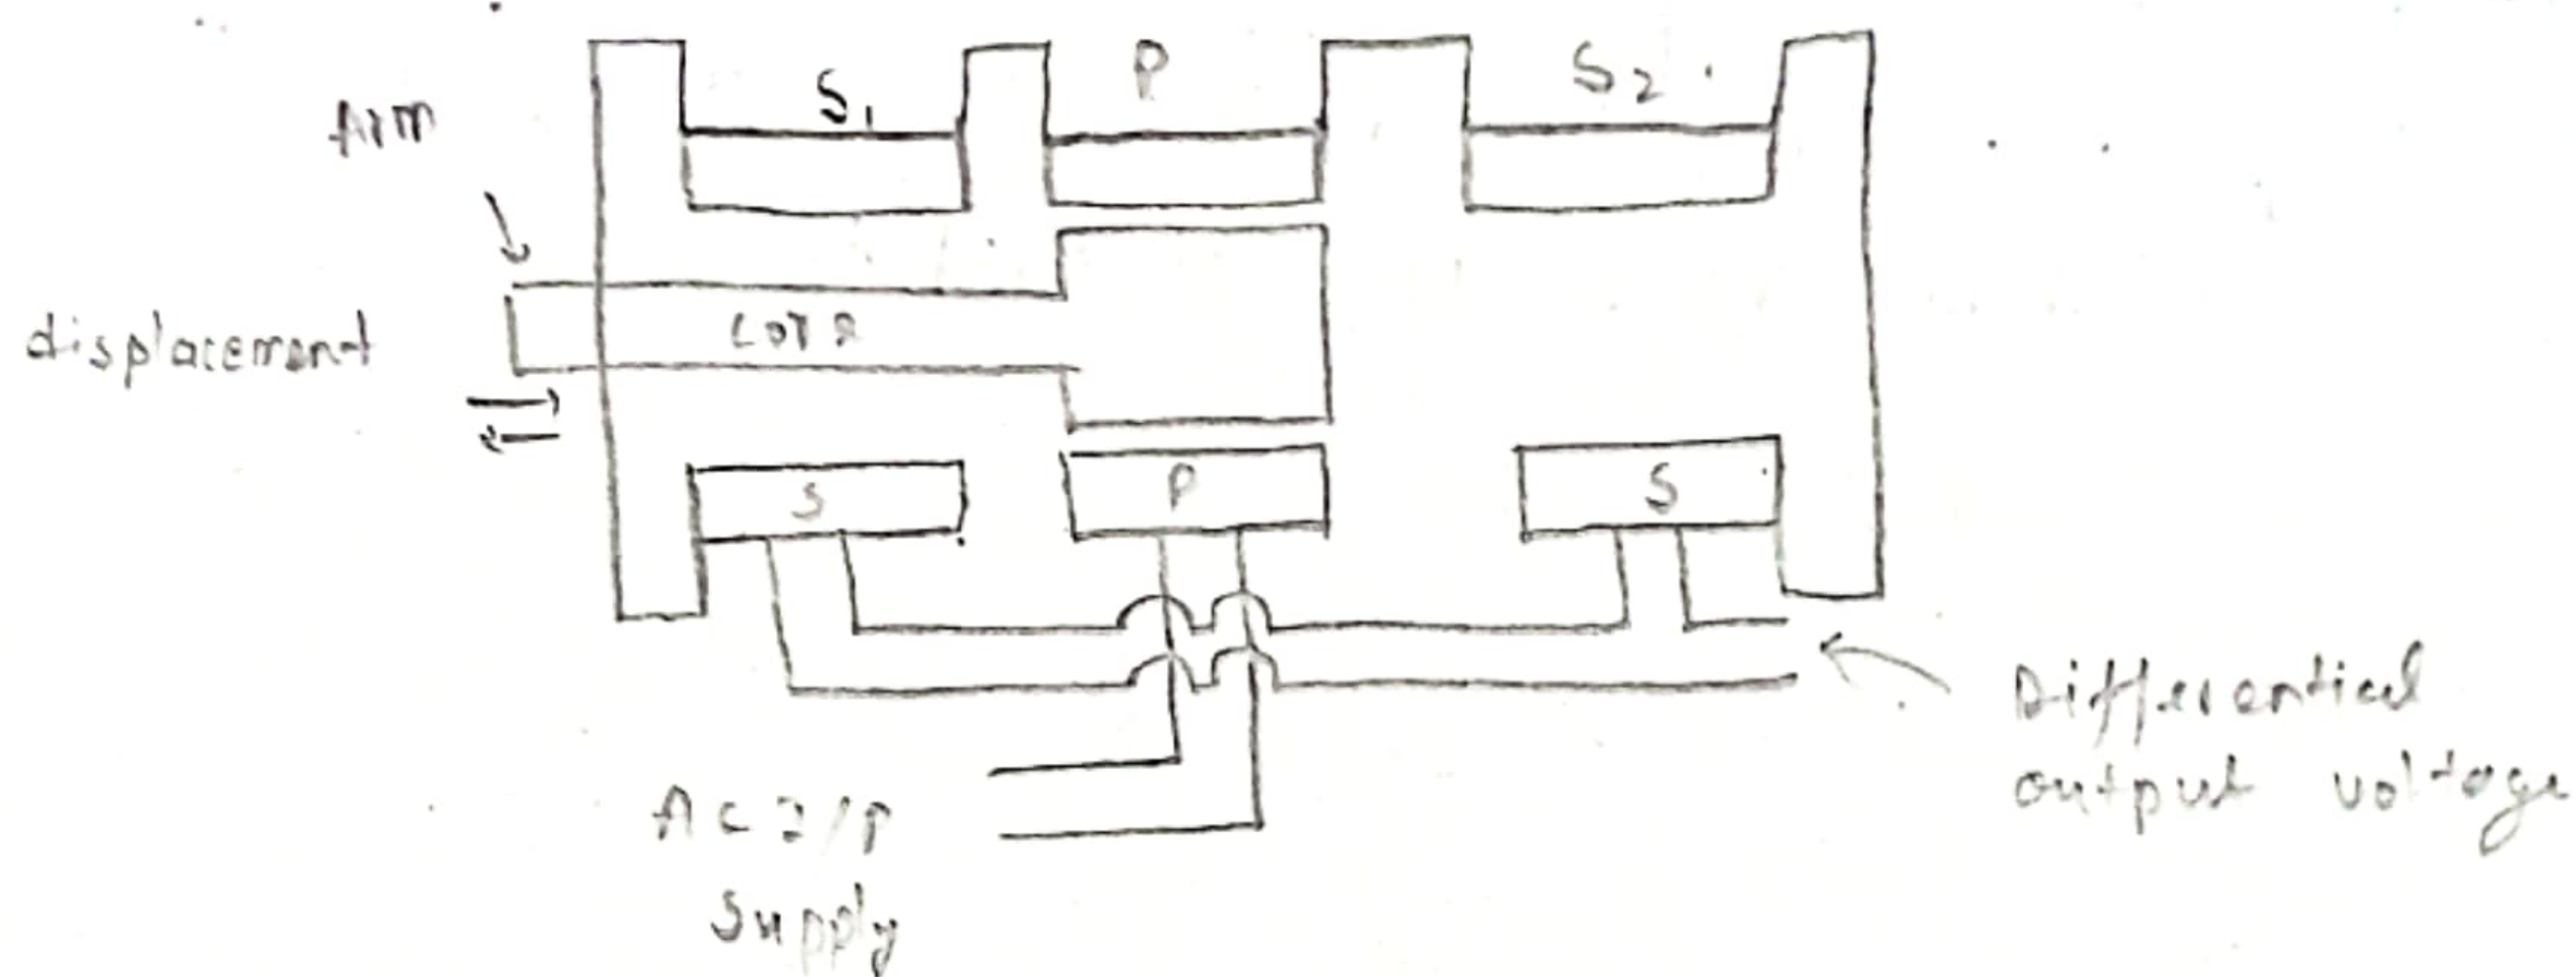 S₁
P
S₂
Arm
core
displacement
S
P
S
Differential
output voltage
AC I/P
Supply